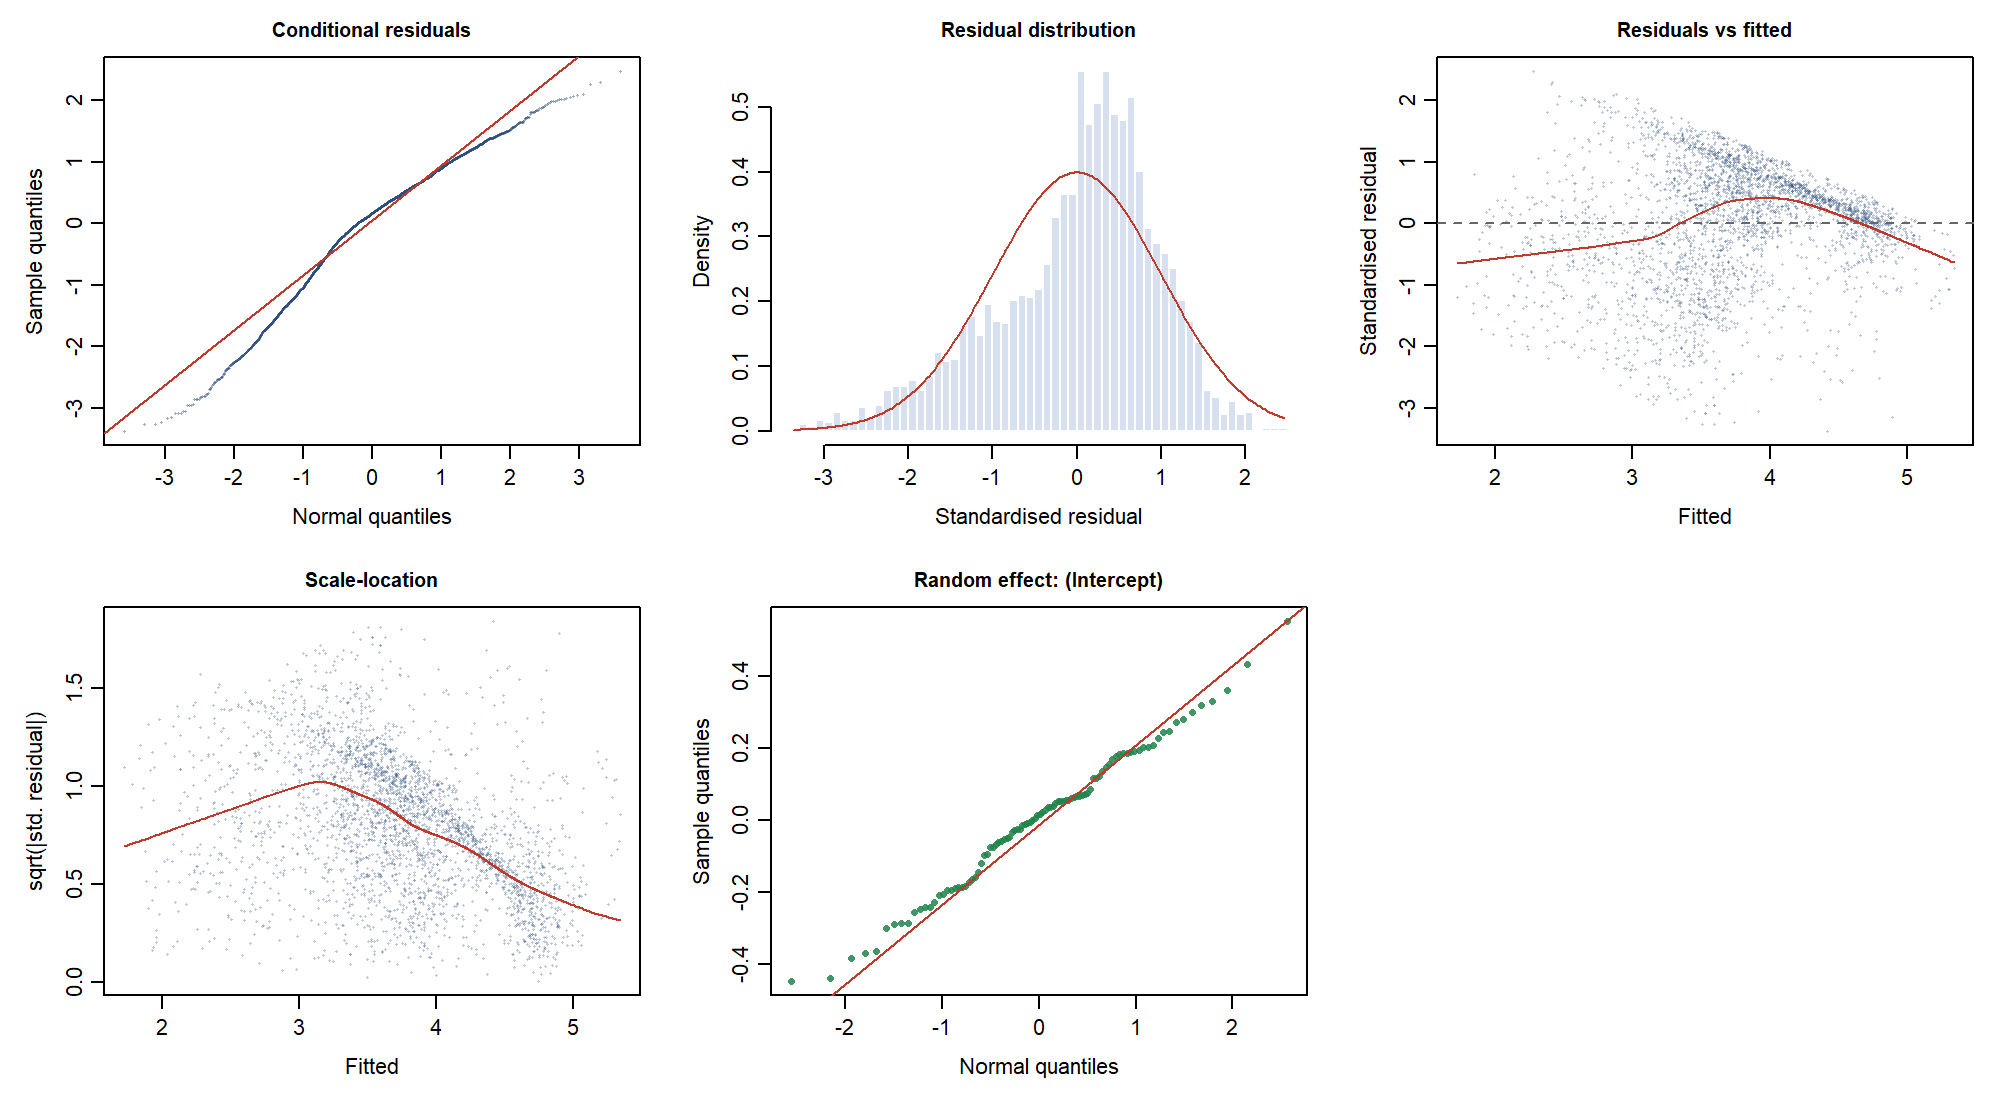 Conditional residuals
Sample quantiles
2
1
0
-1
-2
-3
-3 -2 -1 0 1 2 3
Normal quantiles
Residual distribution
Density
0.5
0.4
0.3
0.2
0.1
0.0
-3 -2 -1 0 1 2
Standardised residual
Residuals vs fitted
Standardised residual
2
1
0
-1
-2
-3
2 3 4 5
Fitted
Scale-location
sqrt(|std. residual|)
1.5
1.0
0.5
0.0
2 3 4 5
Fitted
Random effect: (Intercept)
Sample quantiles
0.4
0.2
0.0
-0.2
-0.4
-2 -1 0 1 2
Normal quantiles